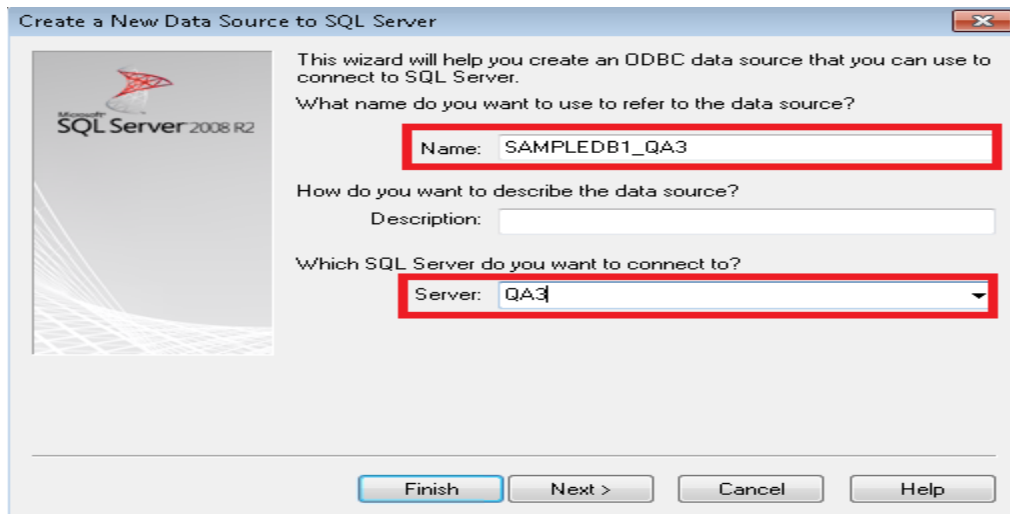 Create a New Data Source to SQL Server
Microsoft
SQL Server 2008 R2
This wizard will help you create an ODBC data source that you can use to
connect to SQL Server.
What name do you want to use to refer to the data source?
Name: SAMPLEDB1_QA3
How do you want to describe the data source?
Description:
Which SQL Server do you want to connect to?
Server: QA3
Finish
Next >
Cancel
Help